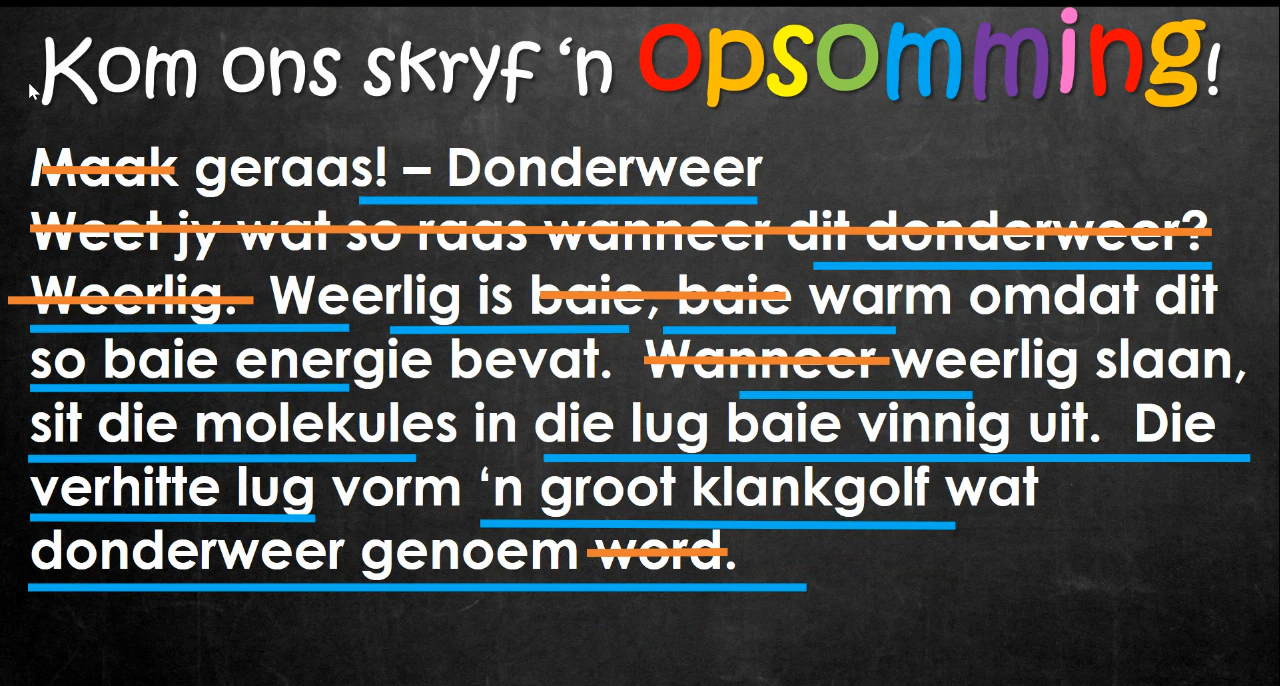 Kom ons skryf ‘n opsomming!
Maak geraas! – Donderweer
Weet jy wat so raas wanneer dit donderweer?
Weerlig.  Weerlig is baie, baie warm omdat dit
so baie energie bevat.  Wanneer weerlig slaan,
sit die molekules in die lug baie vinnig uit.  Die
verhitte lug vorm ‘n groot klankgolf wat
donderweer genoem word.